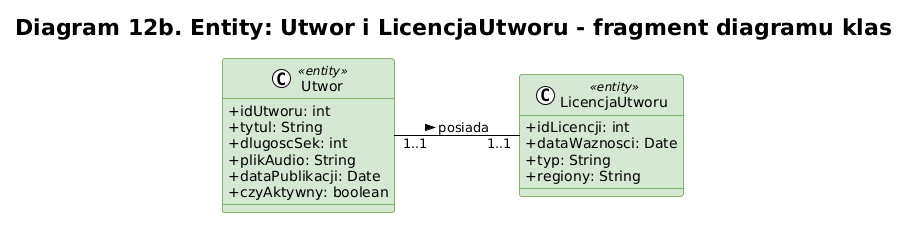 Diagram 12b. Entity: Utwor i LicencjaUtworu - fragment diagramu klas
C
«entity»
Utwor
+idUtworu: int
+tytul: String
+dlugoscSek: int
+plikAudio: String
+dataPublikacji: Date
+czyAktywny: boolean
posiada
1..1
1..1
C
«entity»
LicencjaUtworu
+idLicencji: int
+dataWaznosci: Date
+typ: String
+regiony: String